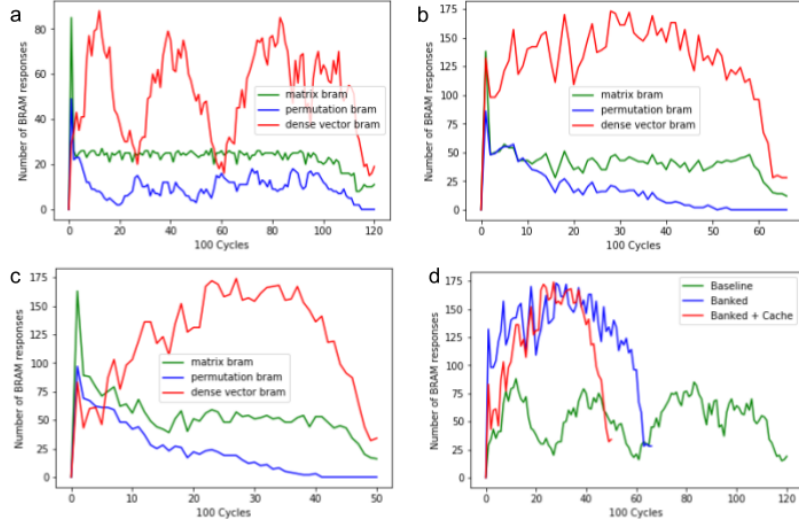 a
Number of BRAM responses
80
60
40
20
0
matrix bram
permutation bram
dense vector bram
0 20 40 60 80 100 120
100 Cycles
b
Number of BRAM responses
175
150
125
100
75
50
25
0
matrix bram
permutation bram
dense vector bram
0 10 20 30 40 50 60
100 Cycles
c
Number of BRAM responses
175
150
125
100
75
50
25
0
matrix bram
permutation bram
dense vector bram
0 10 20 30 40 50
100 Cycles
d
Number of BRAM responses
175
150
125
100
75
50
25
0
Baseline
Banked
Banked + Cache
0 20 40 60 80 100 120
100 Cycles